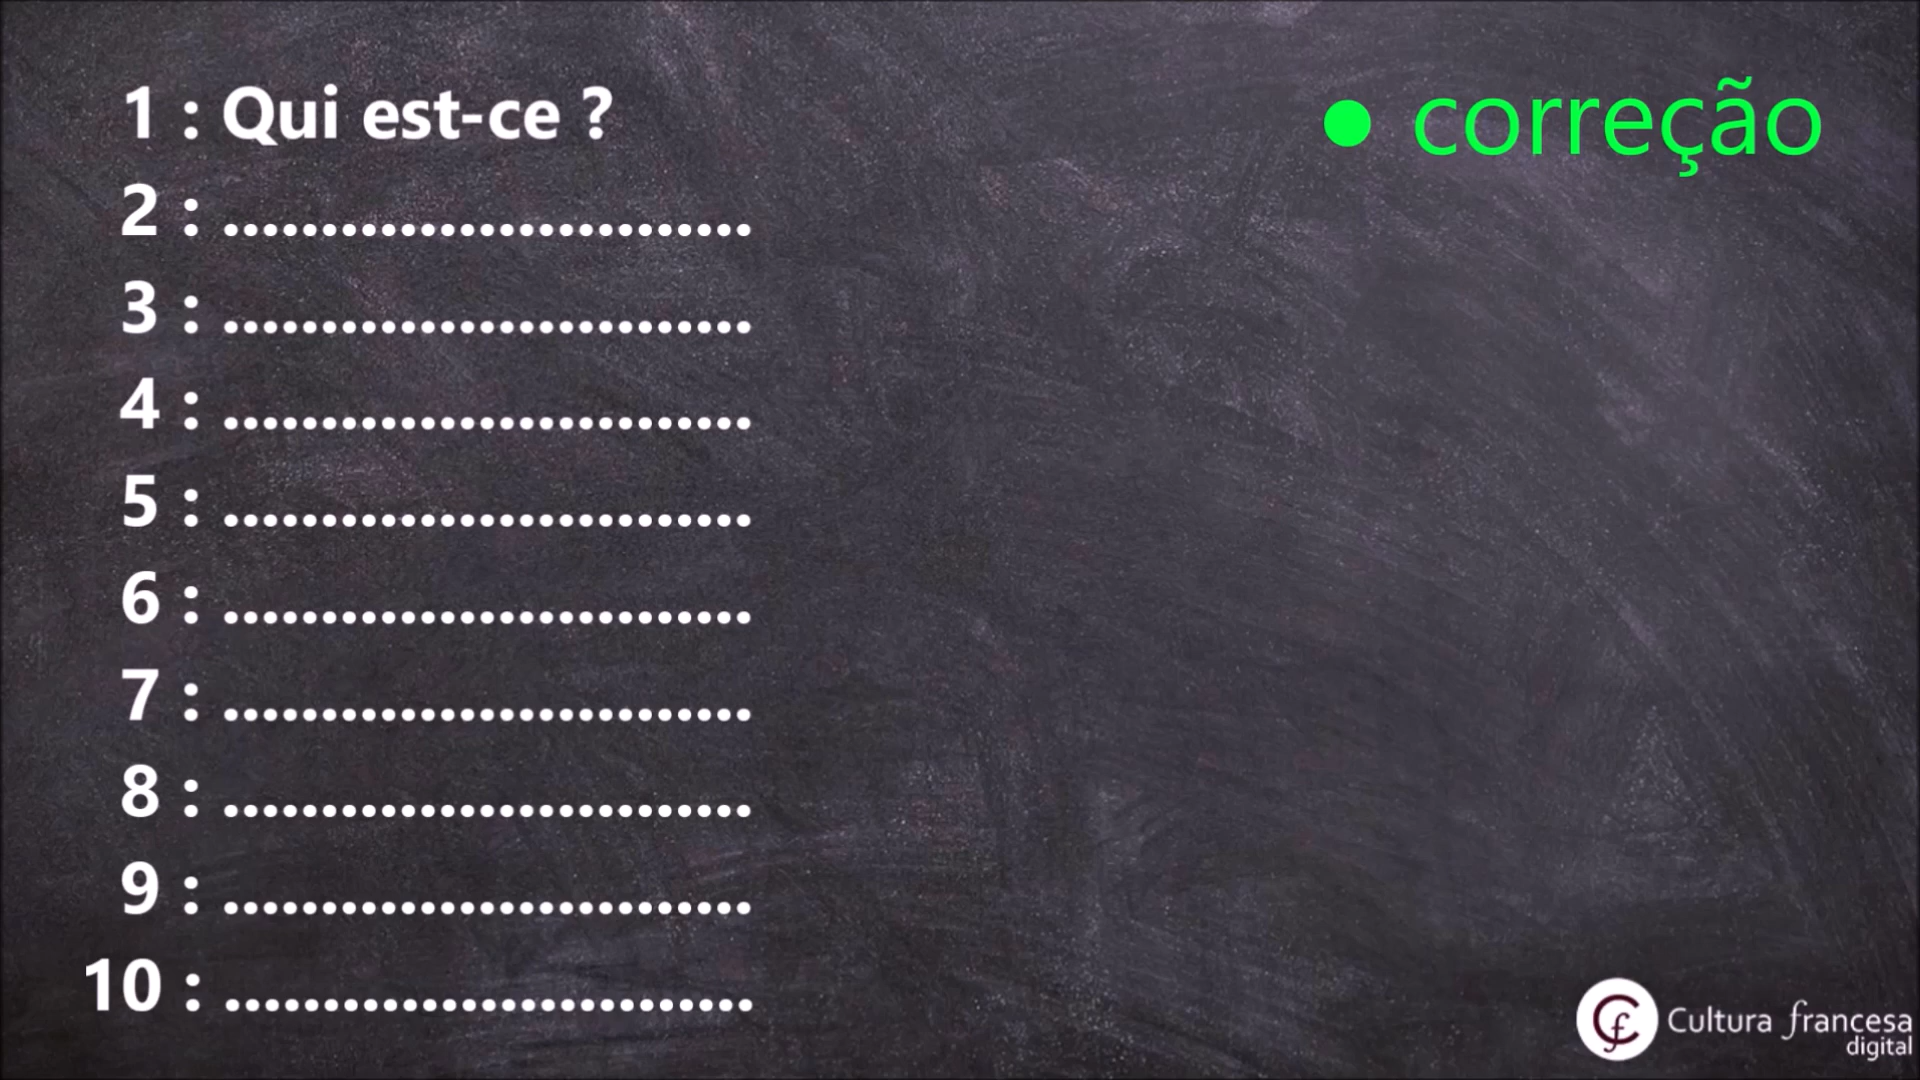 1 : Qui est-ce ?
● correção
2 : ...........................
3 : ...........................
4 : ...........................
5 : ...........................
6 : ...........................
7 : ...........................
8 : ...........................
9 : ...........................
10 : ...........................
Cultura francesa
digital